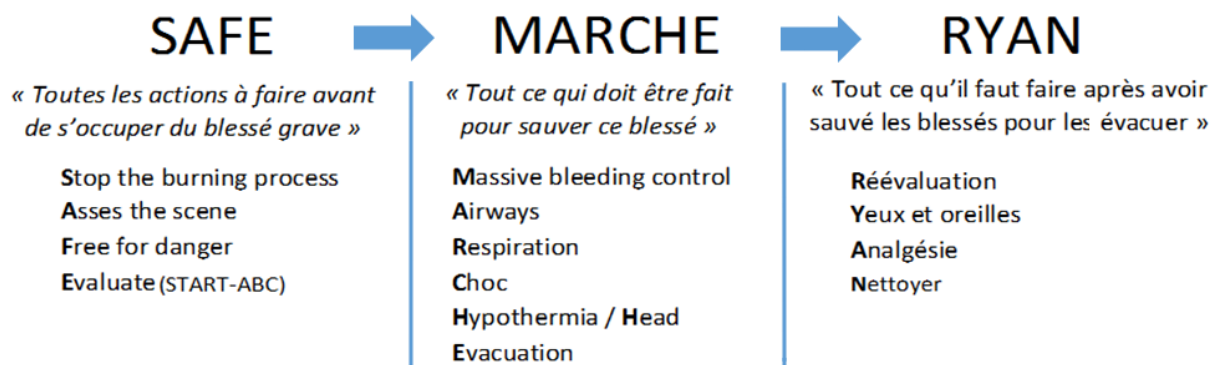 SAFE
« Toutes les actions à faire avant
de s’occuper du blessé grave »
Stop the burning process
Asses the scene
Free for danger
Evaluate (START-ABC)
MARCHE
« Tout ce qui doit être fait
pour sauver ce blessé »
Massive bleeding control
Airways
Respiration
Choc
Hypothermia / Head
Evacuation
RYAN
« Tout ce qu’il faut faire après avoir
sauvé les blessés pour les évacuer »
Réévaluation
Yeux et oreilles
Analgésie
Nettoyer